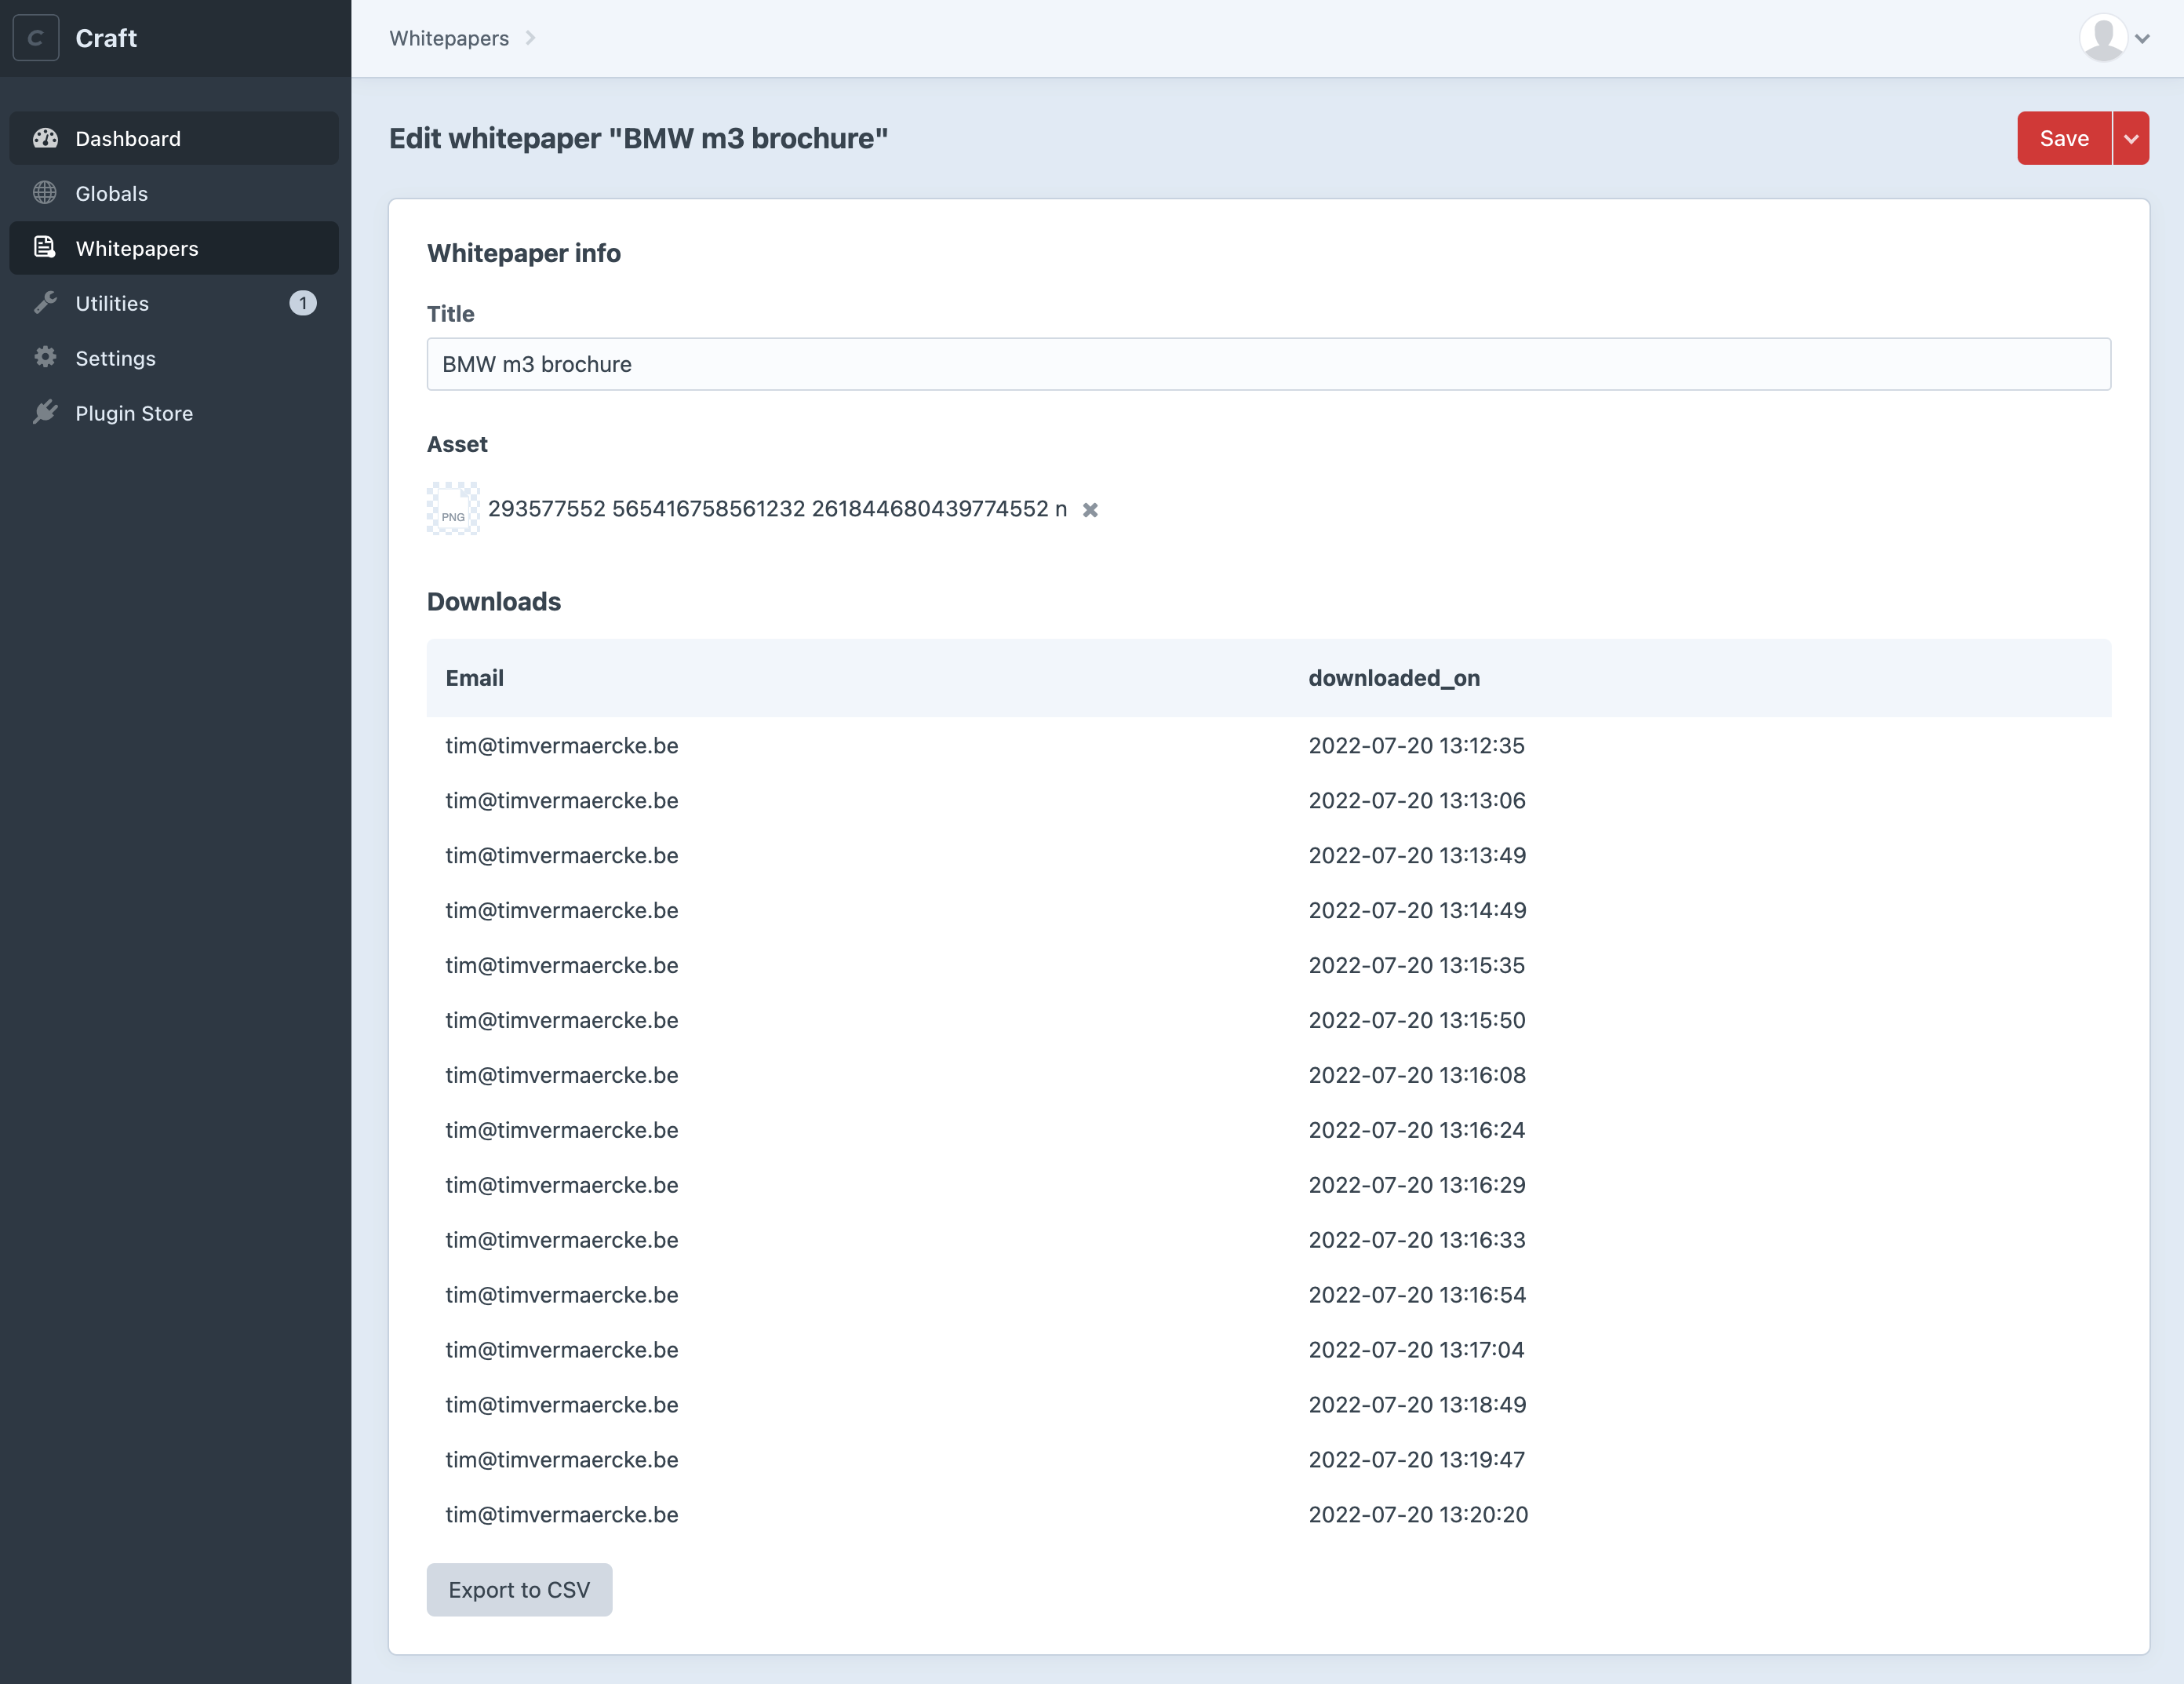 C Craft
Whitepapers
Dashboard
Globals
Whitepapers
Utilities 1
Settings
Plugin Store
Edit whitepaper "BMW m3 brochure"
Save
Whitepaper info
Title
BMW m3 brochure
Asset
PNG 293577552 565416758561232 261844680439774552 n
Downloads
Email downloaded_on
tim@timvermaercke.be 2022-07-20 13:12:35
tim@timvermaercke.be 2022-07-20 13:13:06
tim@timvermaercke.be 2022-07-20 13:13:49
tim@timvermaercke.be 2022-07-20 13:14:49
tim@timvermaercke.be 2022-07-20 13:15:35
tim@timvermaercke.be 2022-07-20 13:15:50
tim@timvermaercke.be 2022-07-20 13:16:08
tim@timvermaercke.be 2022-07-20 13:16:24
tim@timvermaercke.be 2022-07-20 13:16:29
tim@timvermaercke.be 2022-07-20 13:16:33
tim@timvermaercke.be 2022-07-20 13:16:54
tim@timvermaercke.be 2022-07-20 13:17:04
tim@timvermaercke.be 2022-07-20 13:18:49
tim@timvermaercke.be 2022-07-20 13:19:47
tim@timvermaercke.be 2022-07-20 13:20:20
Export to CSV